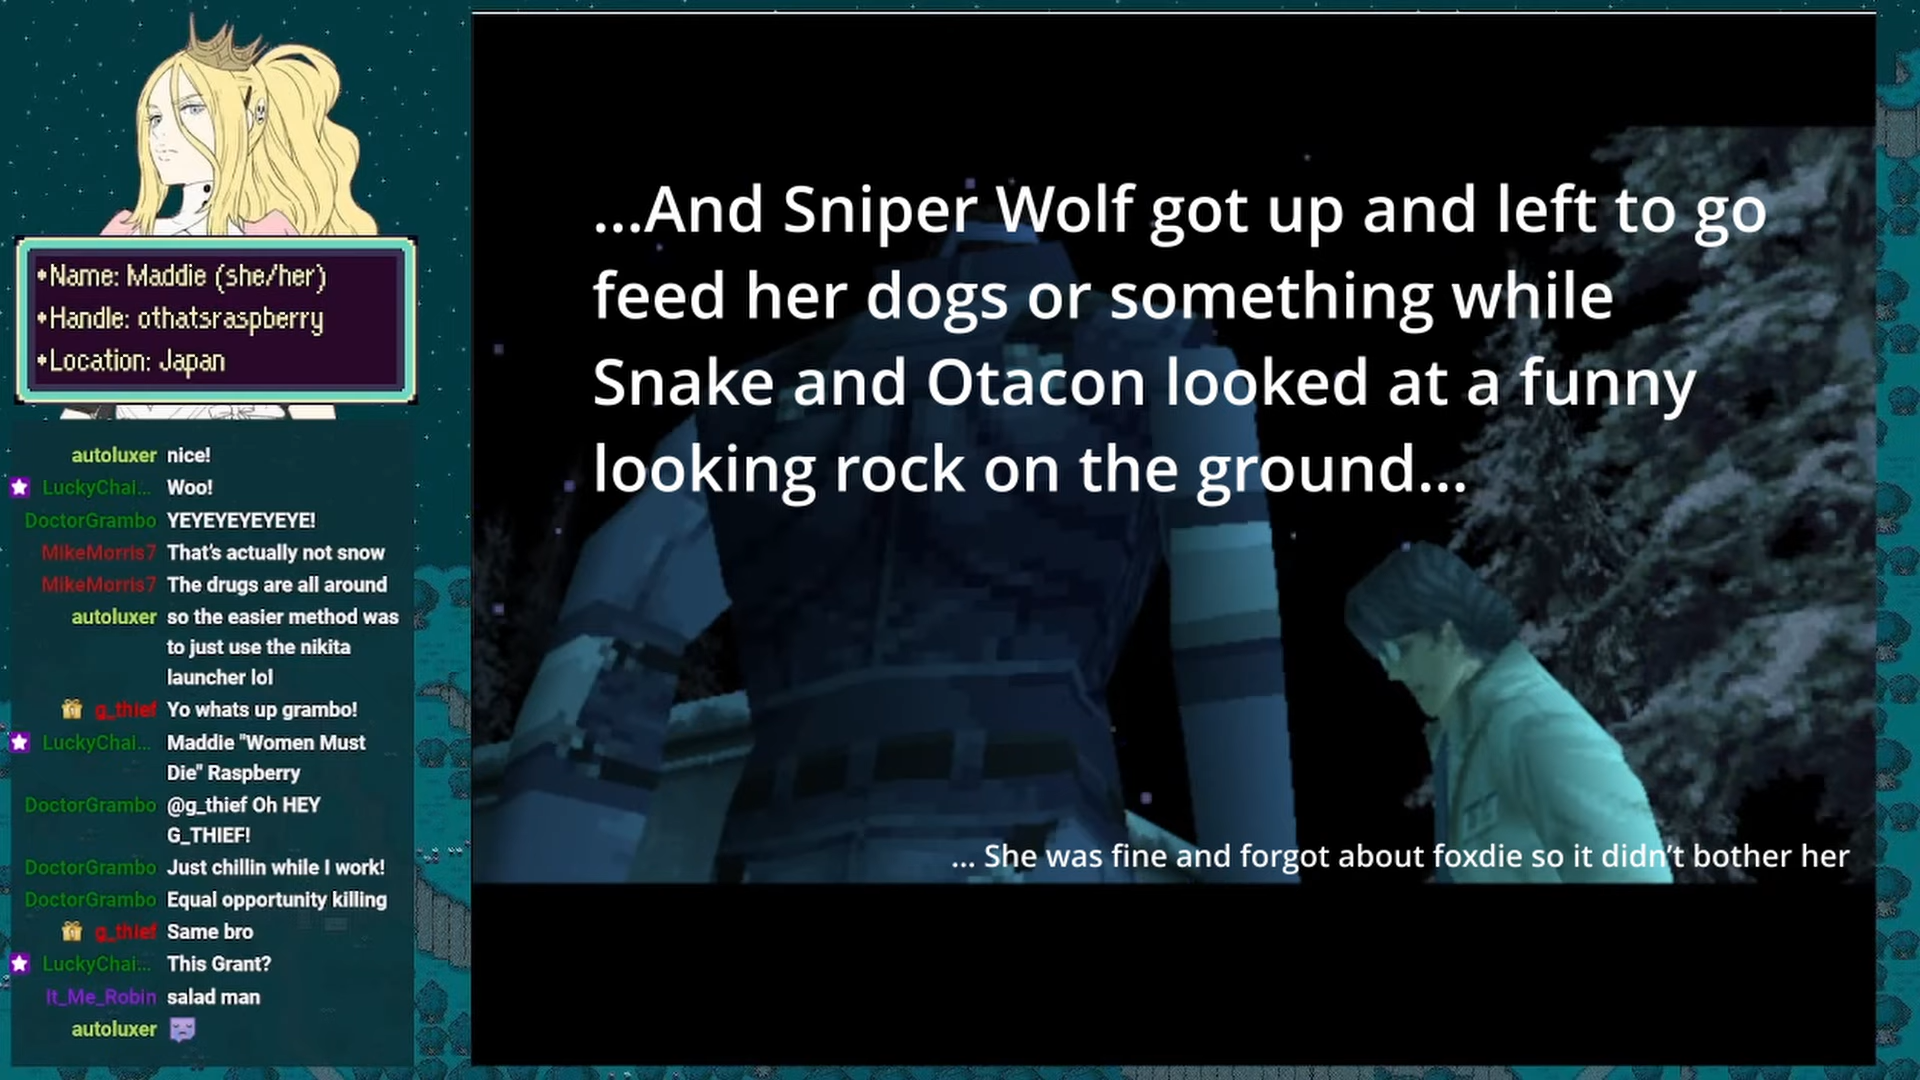 •Name: Maddie (she/her)
•Handle: othatsraspberry
•Location: Japan
autoluxer nice!
LuckyChai... Woo!
DoctorGrambo YEYEYEYEYEYE!
MikeMorris7 That's actually not snow
MikeMorris7 The drugs are all around
autoluxer so the easier method was
to just use the nikita
launcher lol
g_thief Yo whats up grambo!
LuckyChai... Maddie "Women Must
Die" Raspberry
DoctorGrambo @g_thief Oh HEY
G_THIEF!
DoctorGrambo Just chillin while I work!
DoctorGrambo Equal opportunity killing
g_thief Same bro
LuckyChai... This Grant?
It_Me_Robin salad man
autoluxer
...And Sniper Wolf got up and left to go
feed her dogs or something while
Snake and Otacon looked at a funny
looking rock on the ground...
... She was fine and forgot about foxdie so it didn't bother her